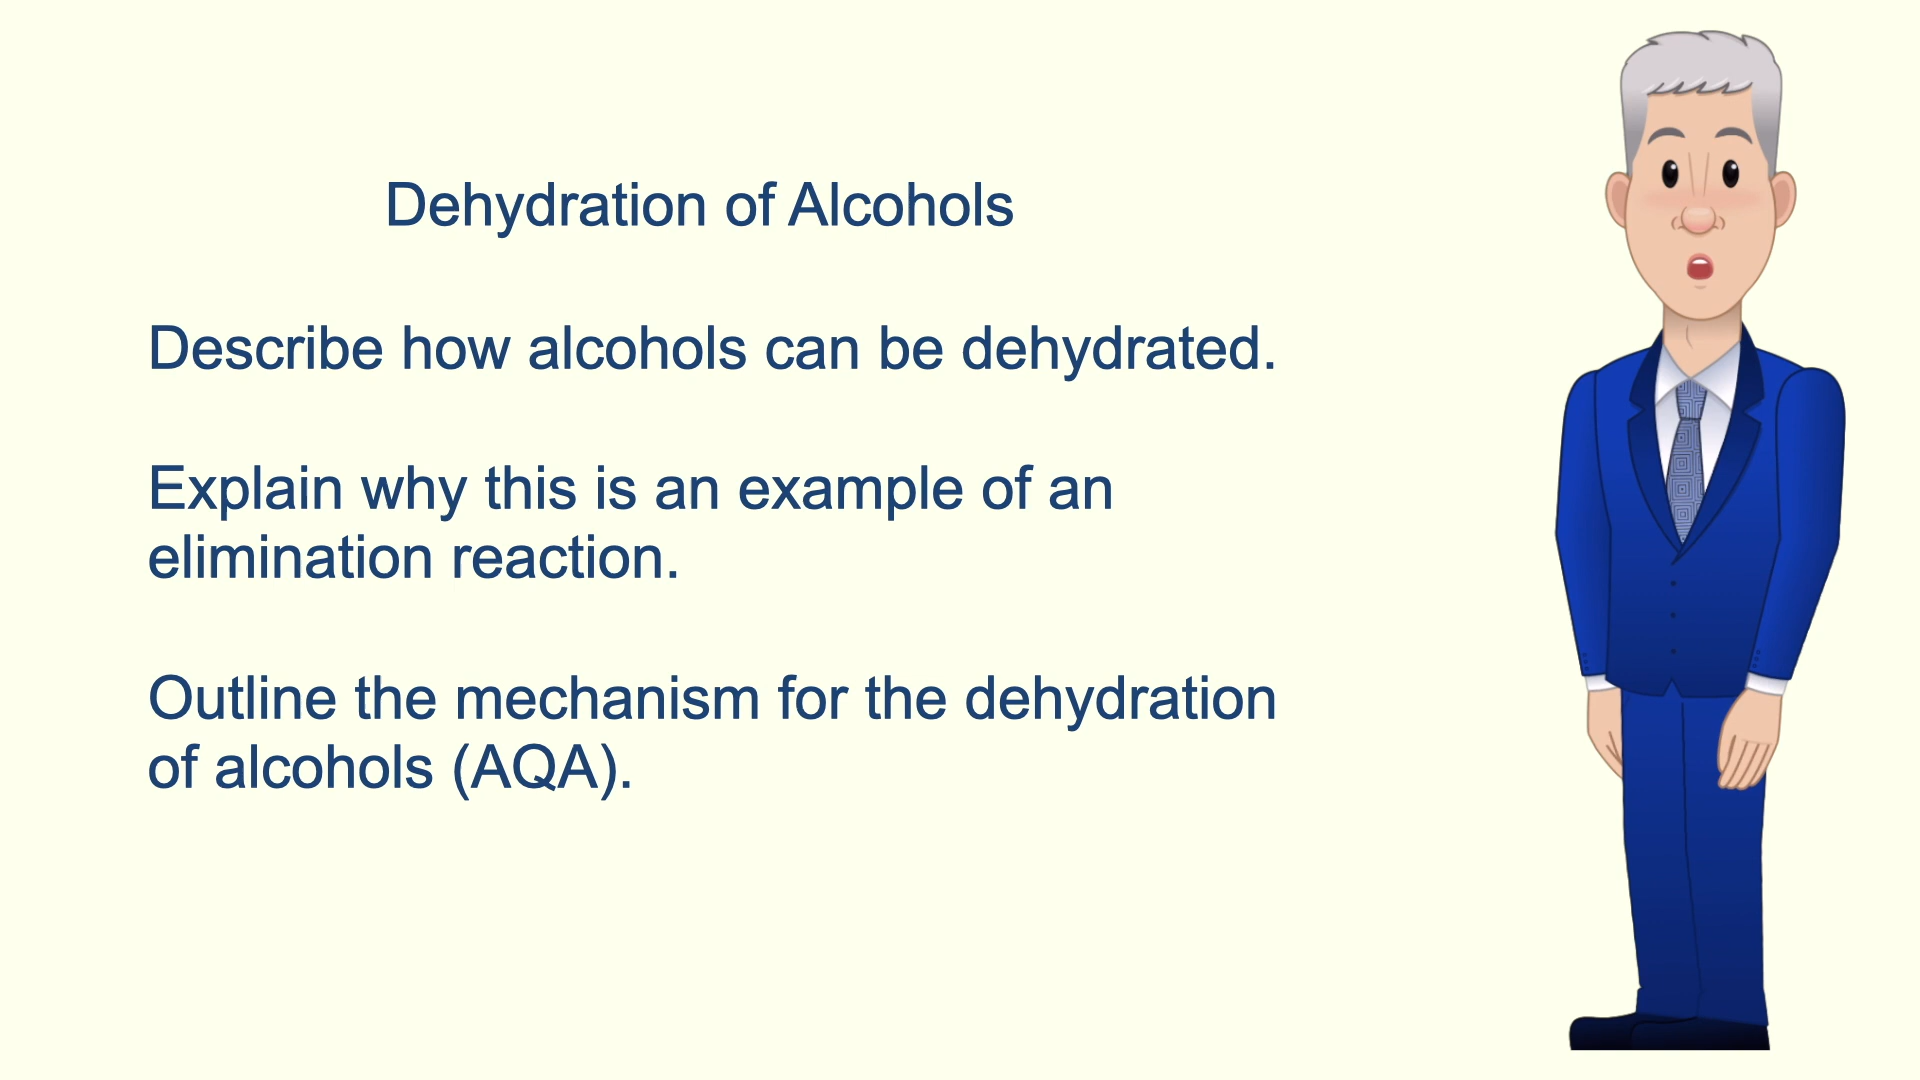 Dehydration of Alcohols
Describe how alcohols can be dehydrated.
Explain why this is an example of an
elimination reaction.
Outline the mechanism for the dehydration
of alcohols (AQA).